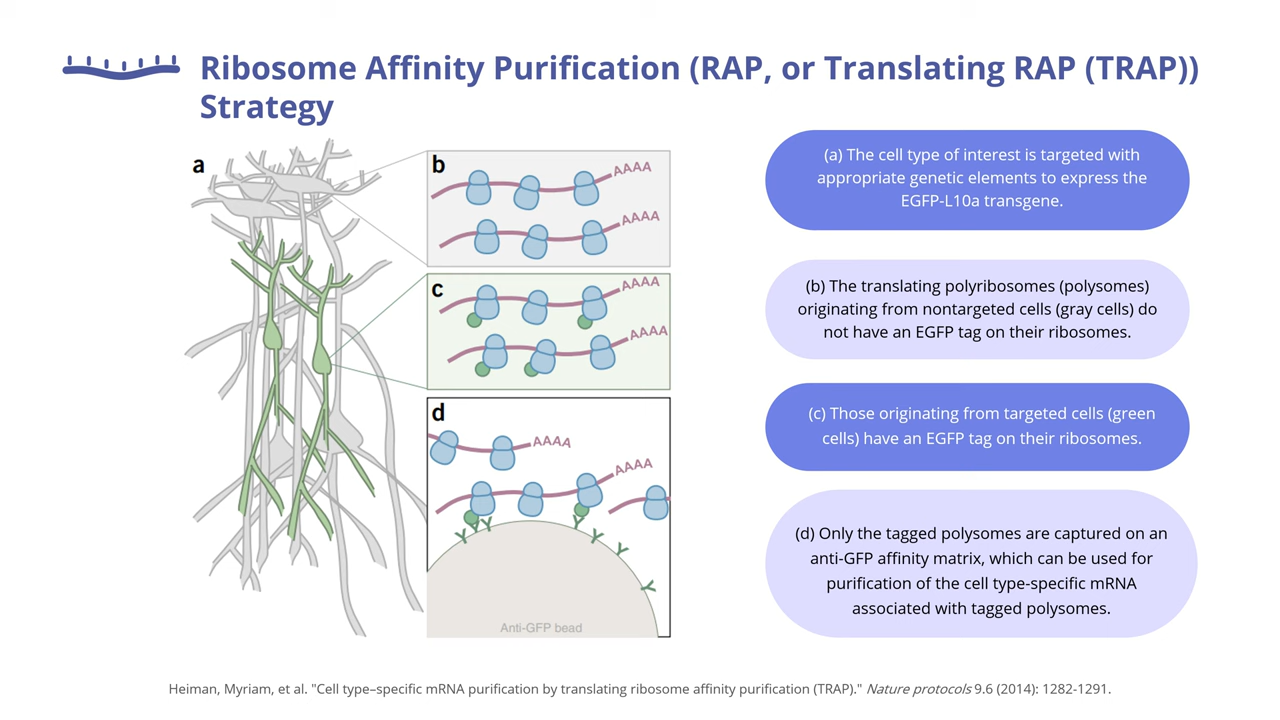 Ribosome Affinity Purification (RAP, or Translating RAP (TRAP))
Strategy
a
b
AAAA
AAAA
c
AAAA
AAAA
d
AAAA
AAAA
Anti-GFP bead
(a) The cell type of interest is targeted with
appropriate genetic elements to express the
EGFP-L10a transgene.
(b) The translating polyribosomes (polysomes)
originating from nontargeted cells (gray cells) do
not have an EGFP tag on their ribosomes.
(c) Those originating from targeted cells (green
cells) have an EGFP tag on their ribosomes.
(d) Only the tagged polysomes are captured on an
anti-GFP affinity matrix, which can be used for
purification of the cell type-specific mRNA
associated with tagged polysomes.
Heiman, Myriam, et al. "Cell type–specific mRNA purification by translating ribosome affinity purification (TRAP)." Nature protocols 9.6 (2014): 1282-1291.